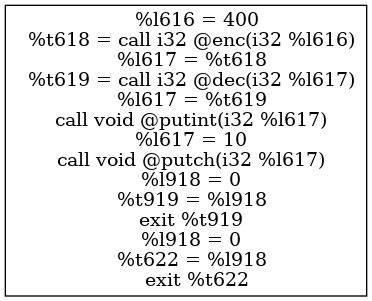 %l616 = 400
%t618 = call i32 @enc(i32 %l616)
%l617 = %t618
%t619 = call i32 @dec(i32 %l617)
%l617 = %t619
call void @putint(i32 %l617)
%l617 = 10
call void @putch(i32 %l617)
%l918 = 0
%t919 = %l918
exit %t919
%l918 = 0
%t622 = %l918
exit %t622